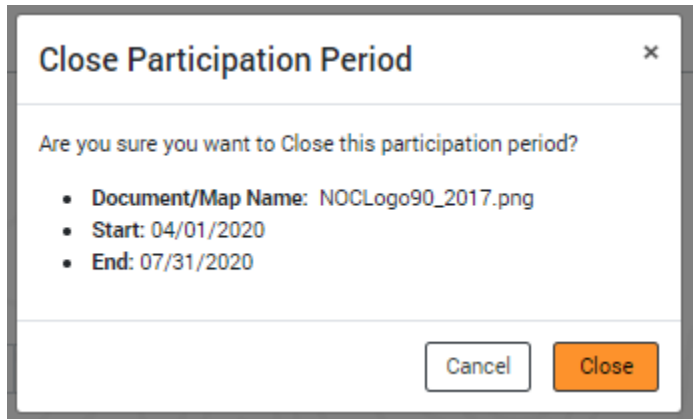 Close Participation Period ×
Are you sure you want to Close this participation period?
• Document/Map Name: NOCLogo90_2017.png
• Start: 04/01/2020
• End: 07/31/2020
Cancel Close